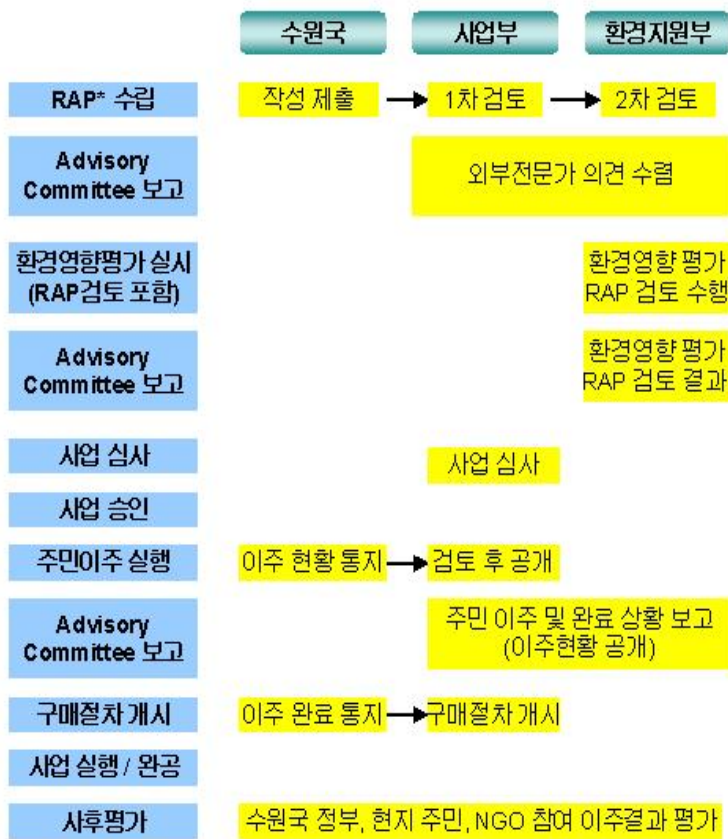 수원국 사업부 환경지원부
RAP* 수립 작성 제출 1차 검토 2차 검토
Advisory
Committee 보고
외부전문가 의견 수렴
환경영향평가 실시
(RAP검토 포함)
환경영향 평가
RAP 검토 수행
Advisory
Committee 보고
환경영향 평가
RAP 검토 결과
사업 심사 사업 심사
사업 승인
주민이주 실행 이주 현황 통지 검토 후 공개
Advisory
Committee 보고
주민 이주 및 완료 상황 보고
(이주현황 공개)
구매절차 개시 이주 완료 통지 구매절차 개시
사업 실행 / 완공
사후평가 수원국 정부, 현지 주민, NGO 참여 이주결과 평가